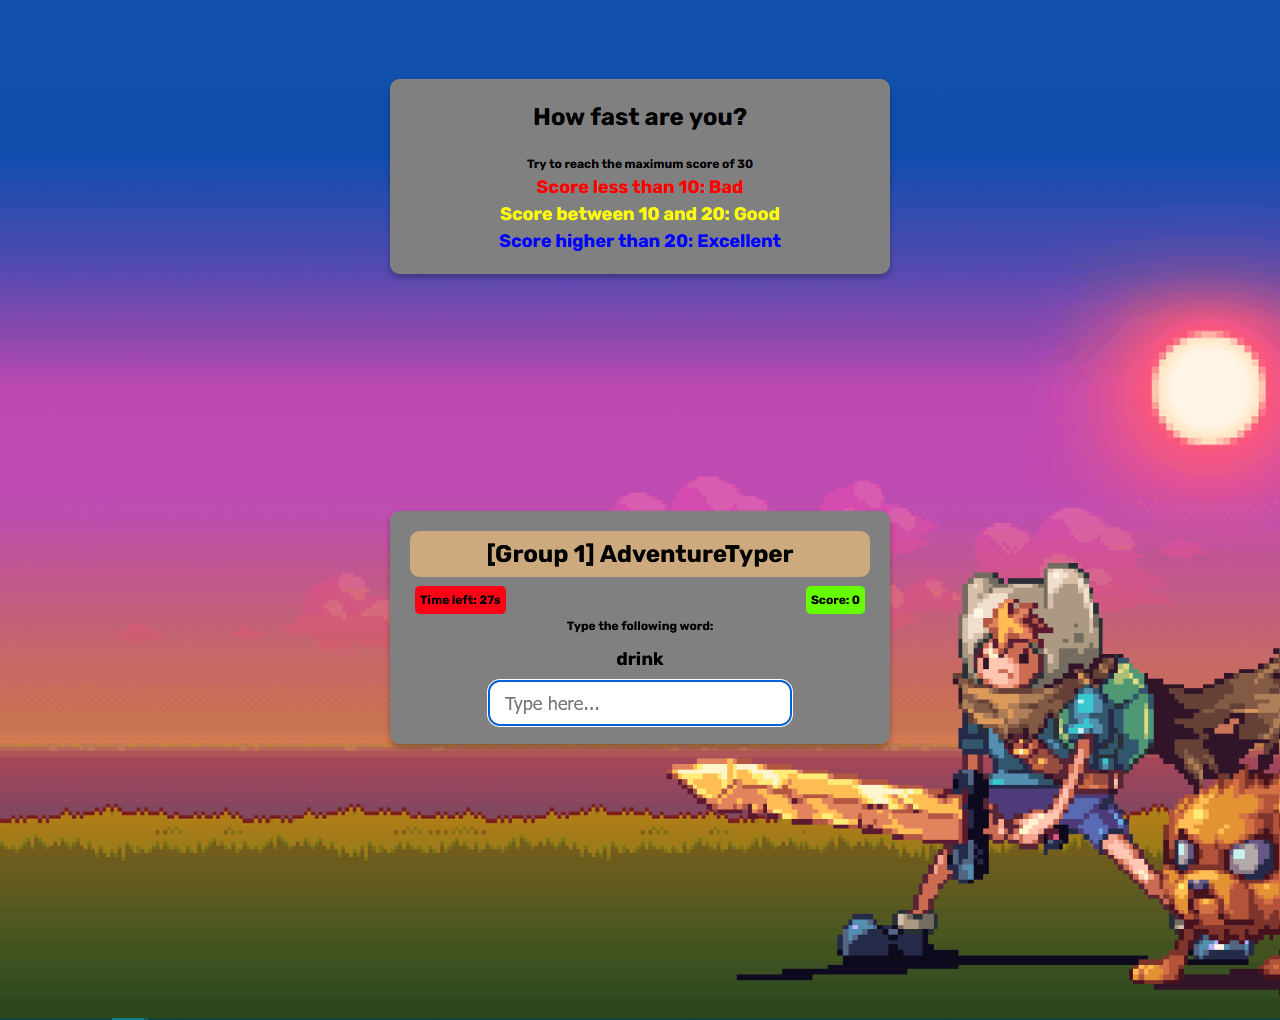 How fast are you?
Try to reach the maximum score of 30
Score less than 10: Bad
Score between 10 and 20: Good
Score higher than 20: Excellent
[Group 1] AdventureTyper
Time left: 27s
Score: 0
Type the following word:
drink
Type here...